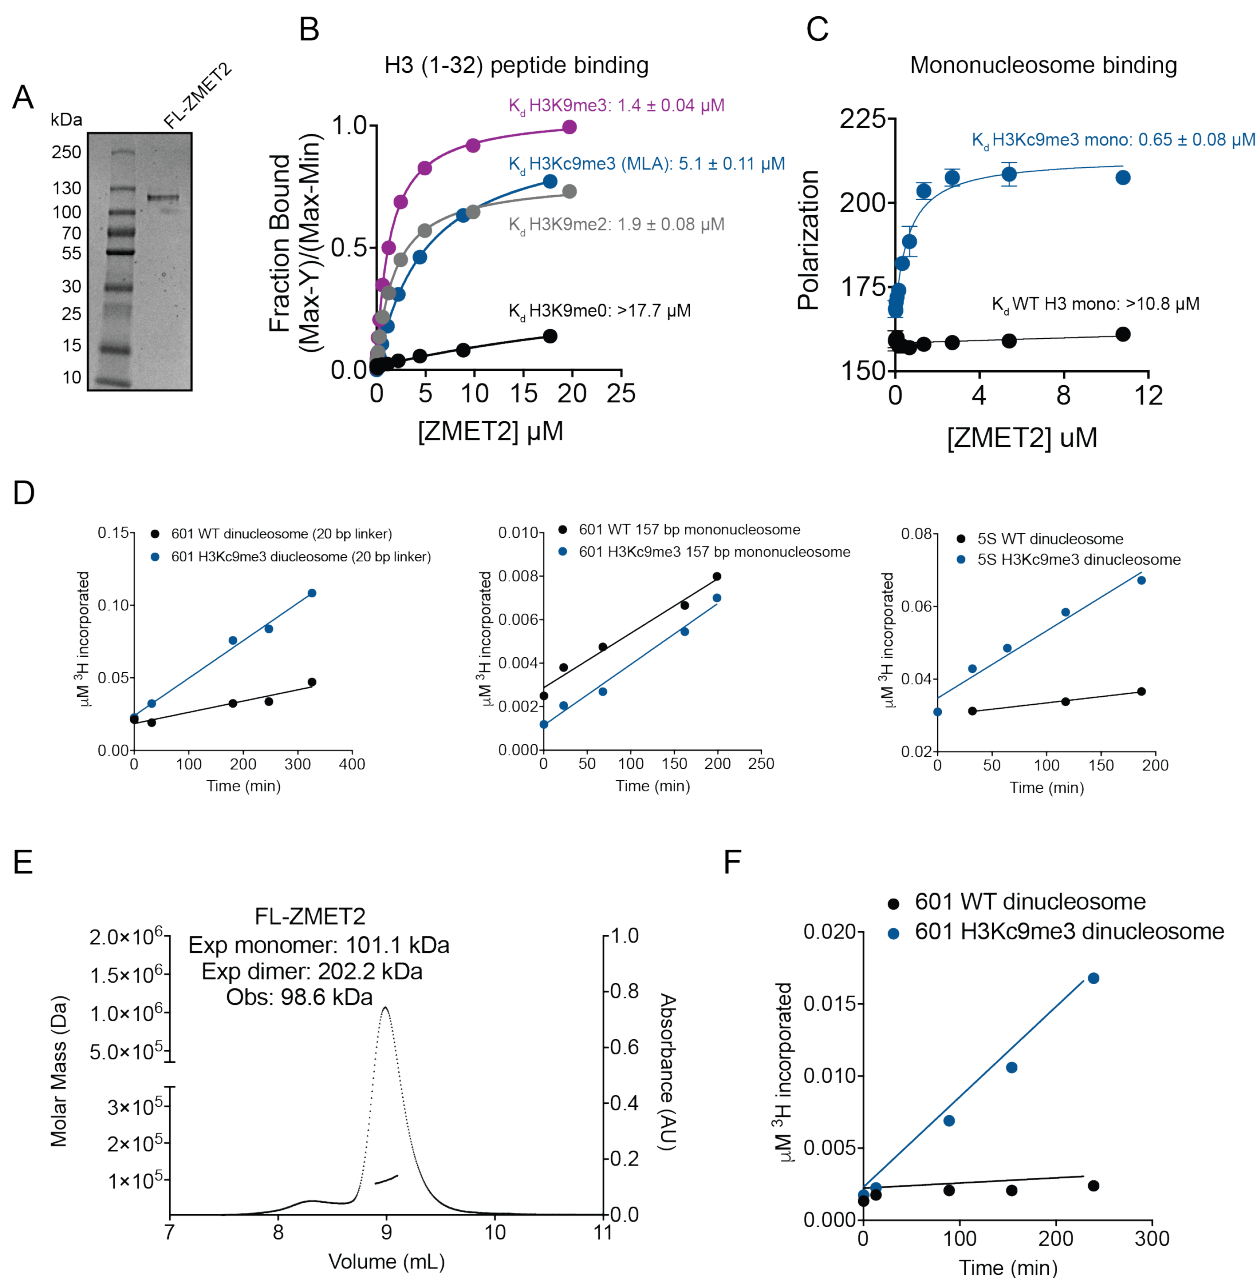 A
FL-ZMET2
kDa
250
130
100
70
55
30
25
15
10
B
H3 (1-32) peptide binding
Kd H3K9me3: 1.4 ± 0.04 µM
Kd H3Kc9me3 (MLA): 5.1 ± 0.11 µM
Kd H3K9me2: 1.9 ± 0.08 µM
Kd H3K9me0: >17.7 µM
Fraction Bound
(Max-Y)/(Max-Min)
1.0
0.5
0.0
0 5 10 15 20 25
[ZMET2] µM
C
Mononucleosome binding
Kd H3Kc9me3 mono: 0.65 ± 0.08 µM
Kd WT H3 mono: >10.8 µM
Polarization
225
200
175
150
0 4 8 12
[ZMET2] uM
D
601 WT dinucleosome (20 bp linker)
601 H3Kc9me3 diucleosome (20 bp linker)
µM 3H incorporated
0.15
0.10
0.05
0.00
0 100 200 300 400
Time (min)
601 WT 157 bp mononucleosome
601 H3Kc9me3 157 bp mononucleosome
µM 3H incorporated
0.010
0.008
0.006
0.004
0.002
0.000
0 50 100 150 200 250
Time (min)
5S WT dinucleosome
5S H3Kc9me3 dinucleosome
µM 3H incorporated
0.08
0.06
0.04
0.02
0 50 100 150 200
Time (min)
E
FL-ZMET2
Exp monomer: 101.1 kDa
Exp dimer: 202.2 kDa
Obs: 98.6 kDa
Molar Mass (Da)
2.0×10⁶
1.5×10⁶
1.0×10⁶
5.0×10⁵
3×10⁵
2×10⁵
1×10⁵
Absorbance (AU)
1.0
0.8
0.6
0.4
0.2
0.0
7 8 9 10 11
Volume (mL)
F
601 WT dinucleosome
601 H3Kc9me3 dinucleosome
µM 3H incorporated
0.020
0.015
0.010
0.005
0.000
0 100 200 300
Time (min)